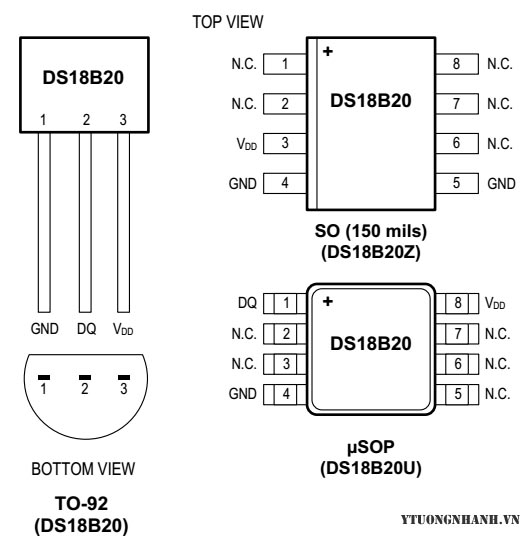 TOP VIEW
DS18B20
1 2 3
GND DQ VDD
1 2 3
BOTTOM VIEW
TO-92
(DS18B20)
+
DS18B20
N.C. 1 8 N.C.
N.C. 2 7 N.C.
VDD 3 6 N.C.
GND 4 5 GND
SO (150 mils)
(DS18B20Z)
+
DS18B20
DQ 1 8 VDD
N.C. 2 7 N.C.
N.C. 3 6 N.C.
GND 4 5 N.C.
µSOP
(DS18B20U)
YTUONGNHANH.VN